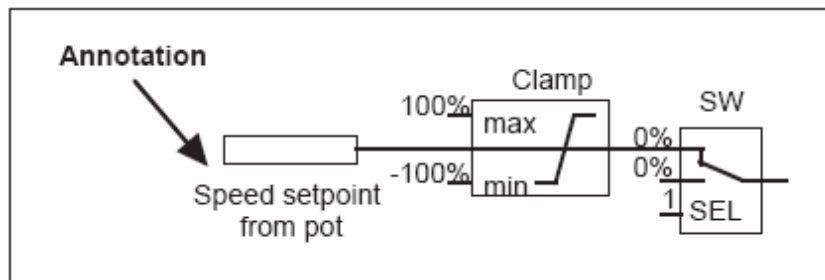 Annotation
Clamp
SW
100%
max
0%
0%
-100%
min
1
SEL
Speed setpoint
from pot